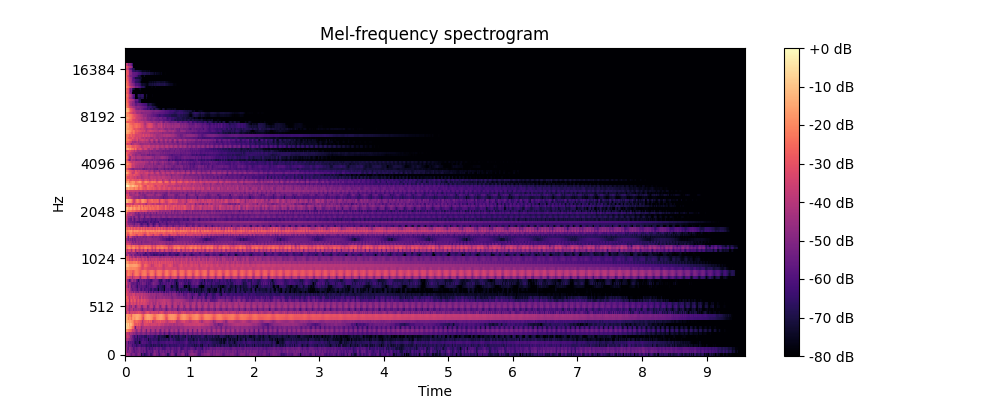 Mel-frequency spectrogram
Hz
16384
8192
4096
2048
1024
512
0
0 1 2 3 4 5 6 7 8 9
Time
+0 dB
-10 dB
-20 dB
-30 dB
-40 dB
-50 dB
-60 dB
-70 dB
-80 dB